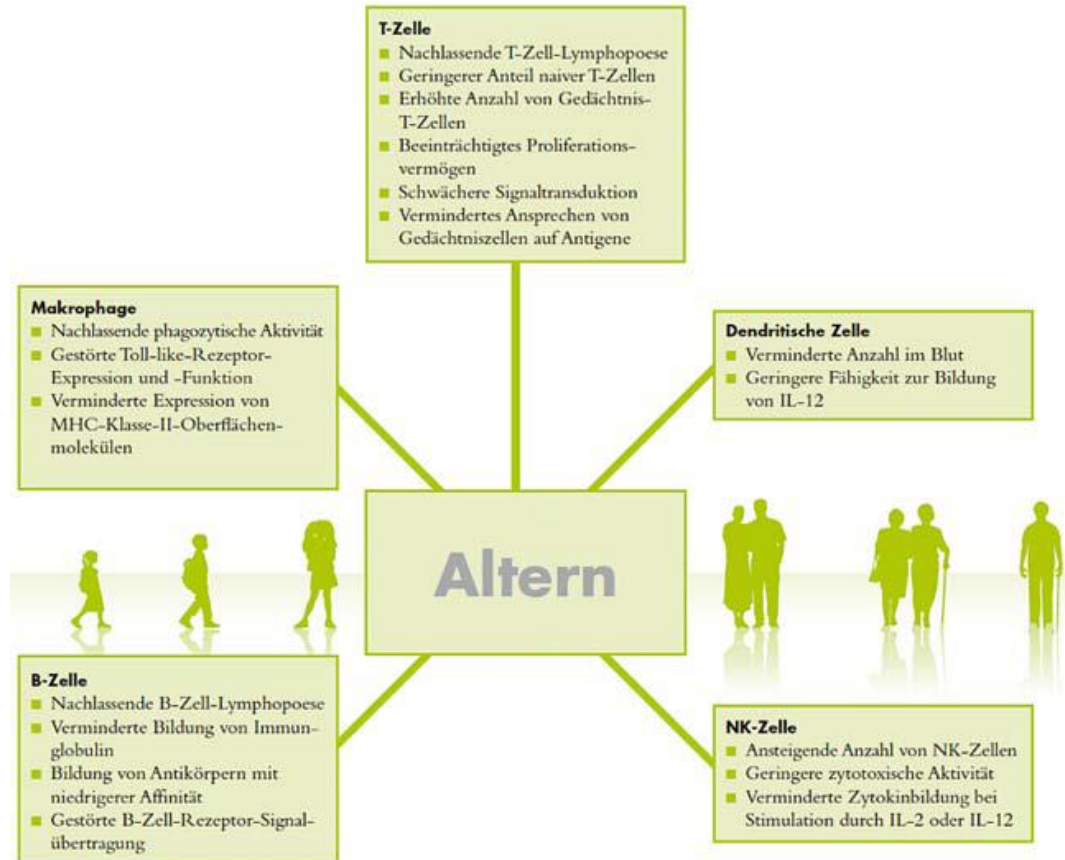 T-Zelle
■ Nachlassende T-Zell-Lymphopoese
■ Geringerer Anteil naiver T-Zellen
■ Erhöhte Anzahl von Gedächtnis-
T-Zellen
■ Beeinträchtigtes Proliferations-
vermögen
■ Schwächere Signaltransduktion
■ Vermindertes Ansprechen von
Gedächtniszellen auf Antigene
Makrophage
■ Nachlassende phagozytische Aktivität
■ Gestörte Toll-like-Rezeptor-
Expression und -Funktion
■ Verminderte Expression von
MHC-Klasse-II-Oberflächen-
molekülen
Dendritische Zelle
■ Verminderte Anzahl im Blut
■ Geringere Fähigkeit zur Bildung
von IL-12
Altern
B-Zelle
■ Nachlassende B-Zell-Lymphopoese
■ Verminderte Bildung von Immun-
globulin
■ Bildung von Antikörpern mit
niedrigerer Affinität
■ Gestörte B-Zell-Rezeptor-Signal-
übertragung
NK-Zelle
■ Ansteigende Anzahl von NK-Zellen
■ Geringere zytotoxische Aktivität
■ Verminderte Zytokinbildung bei
Stimulation durch IL-2 oder IL-12